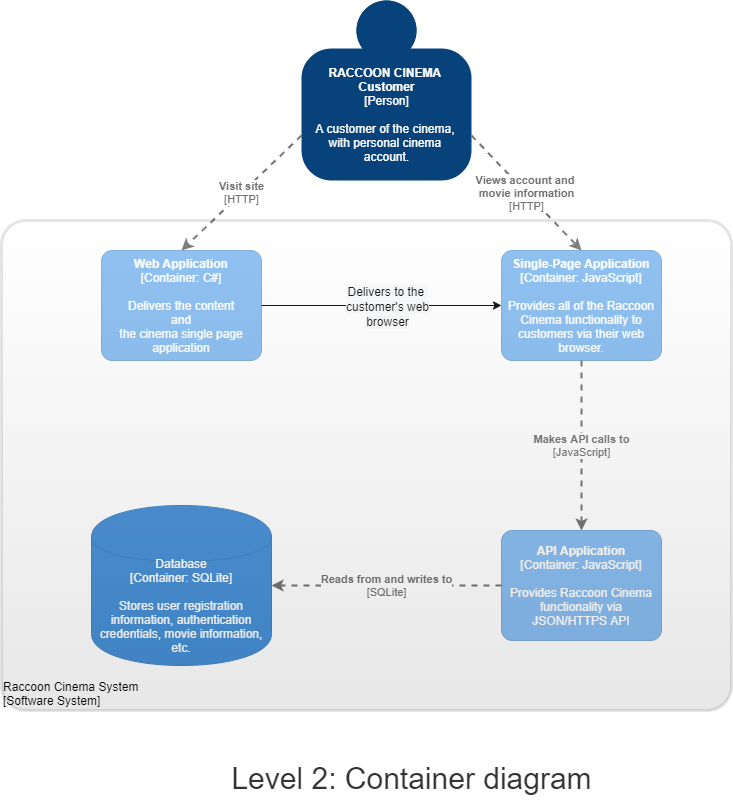 RACCOON CINEMA
Customer
[Person]
A customer of the cinema,
with personal cinema
account.
Visit site
[HTTP]
Views account and
movie information
[HTTP]
Web Application
[Container: C#]
Delivers the content
and
the cinema single page
application
Delivers to the
customer's web
browser
Single-Page Application
[Container: JavaScript]
Provides all of the Raccoon
Cinema functionality to
customers via their web
browser.
Makes API calls to
[JavaScript]
Database
[Container: SQLite]
Stores user registration
information, authentication
credentials, movie information,
etc.
Reads from and writes to
[SQLite]
API Application
[Container: JavaScript]
Provides Raccoon Cinema
functionality via
JSON/HTTPS API
Raccoon Cinema System
[Software System]
Level 2: Container diagram